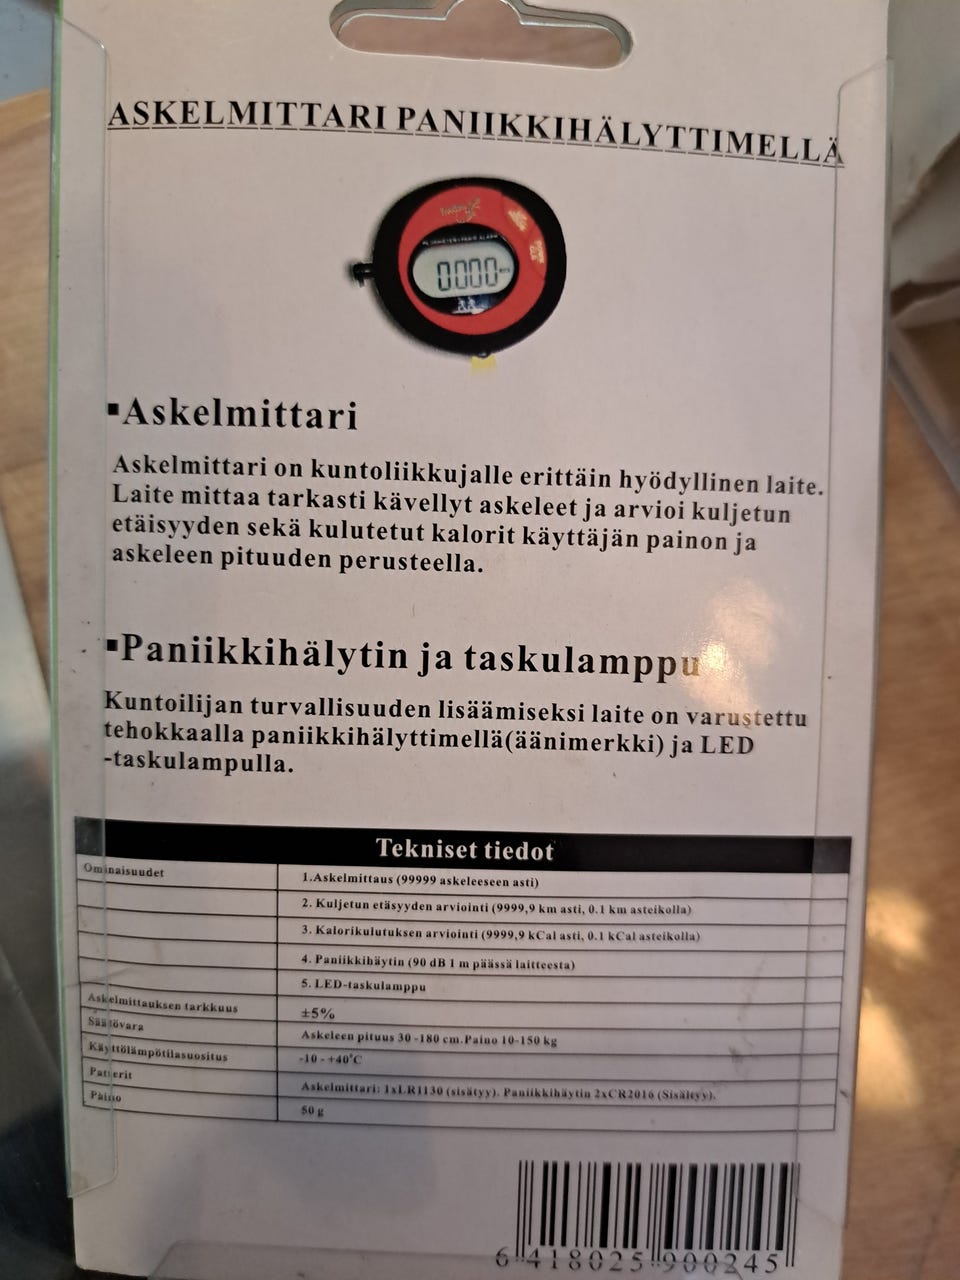 ASKELMITTARI PANIIKKIHÄLYTTIMELLÄ
0000
▪Askelmittari
Askelmittari on kuntoliikkujalle erittäin hyödyllinen laite.
Laite mittaa tarkasti kävellyt askeleet ja arvioi kuljetun
etäisyyden sekä kulutetut kalorit käyttäjän painon ja
askeleen pituuden perusteella.
▪Paniikkihälytin ja taskulamppu
Kuntoilijan turvallisuuden lisäämiseksi laite on varustettu
tehokkaalla paniikkihälyttimellä(äänimerkki) ja LED
-taskulampulla.
Tekniset tiedot
Ominaisuudet 1.Askelmittaus (99999 askeleeseen asti)
2. Kuljetun etäsyyden arviointi (9999,9 km asti, 0.1 km asteikolla)
3. Kalorikulutuksen arviointi (9999,9 kCal asti, 0.1 kCal asteikolla)
4. Paniikkihäytin (90 dB 1 m päässä laitteesta)
5. LED-taskulamppu
Askelmittauksen tarkkuus ±5%
Säätövara Askeleen pituus 30 -180 cm.Paino 10-150 kg
Käyttölämpötilasuositus -10 - +40°C
Patterit Askelmittari: 1xLR1130 (sisätyy). Paniikkihäytin 2xCR2016 (Sisältyy).
Paino 50 g
6 418025 900245